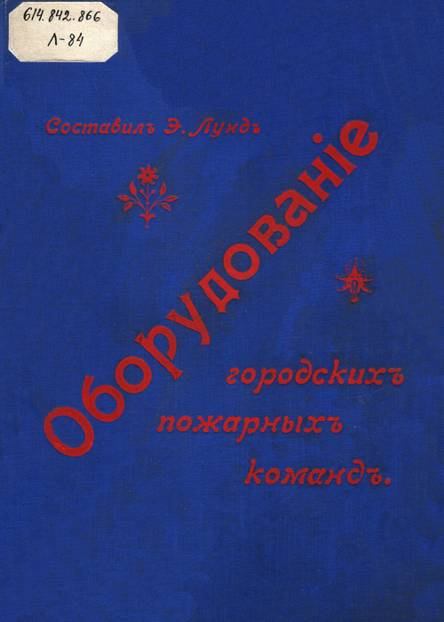 614.842.866
Л-84
Составилъ Э. Лундъ
Оборудованіе
городскихъ
пожарныхъ
командъ.